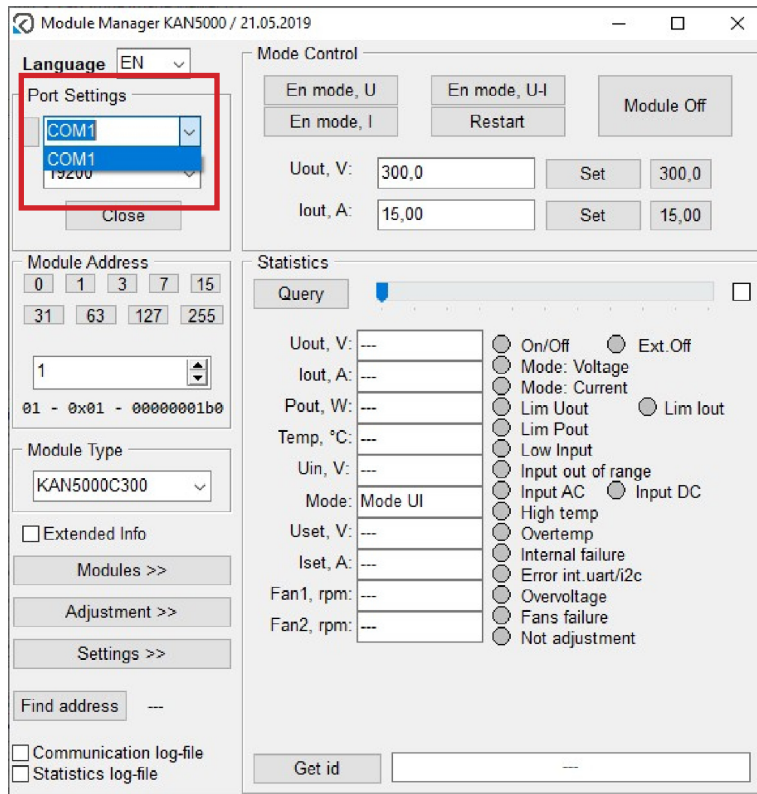 Module Manager KAN5000 / 21.05.2019
Language EN
Port Settings
COM1
COM1
19200
Close
Module Address
0 1 3 7 15
31 63 127 255
1
01 - 0x01 - 00000001b0
Module Type
KAN5000C300
Extended Info
Modules >>
Adjustment >>
Settings >>
Find address ---
Communication log-file
Statistics log-file
Mode Control
En mode, U En mode, U-I Module Off
En mode, I Restart
Uout, V: 300,0 Set 300,0
Iout, A: 15,00 Set 15,00
Statistics
Query
Uout, V: ---
Iout, A: ---
Pout, W: ---
Temp, °C: ---
Uin, V: ---
Mode: Mode UI
Uset, V: ---
Iset, A: ---
Fan1, rpm: ---
Fan2, rpm: ---
On/Off Ext.Off
Mode: Voltage
Mode: Current
Lim Uout Lim Iout
Lim Pout
Low Input
Input out of range
Input AC Input DC
High temp
Overtemp
Internal failure
Error int.uart/i2c
Overvoltage
Fans failure
Not adjustment
Get id ---